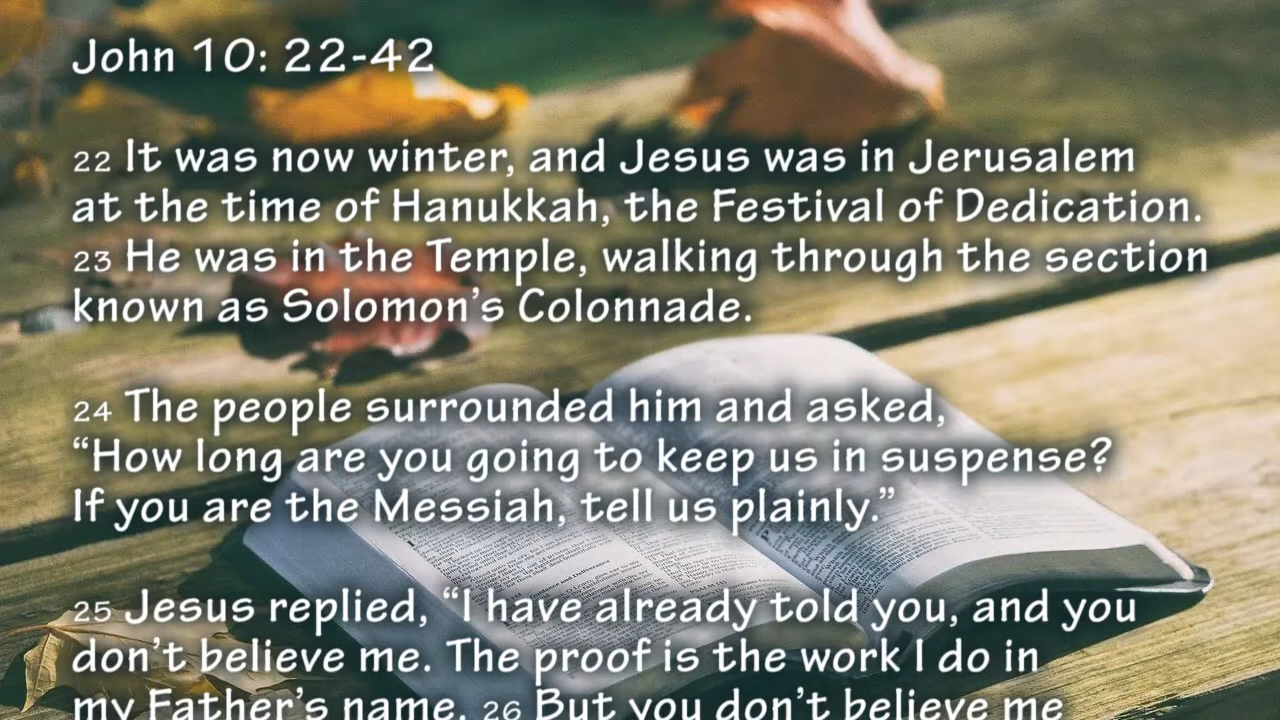 John 10: 22-42
22 It was now winter, and Jesus was in Jerusalem
at the time of Hanukkah, the Festival of Dedication.
23 He was in the Temple, walking through the section
known as Solomon’s Colonnade.
24 The people surrounded him and asked,
“How long are you going to keep us in suspense?
If you are the Messiah, tell us plainly.”
25 Jesus replied, “I have already told you, and you
don’t believe me. The proof is the work I do in
my Father’s name. 26 But you don’t believe me